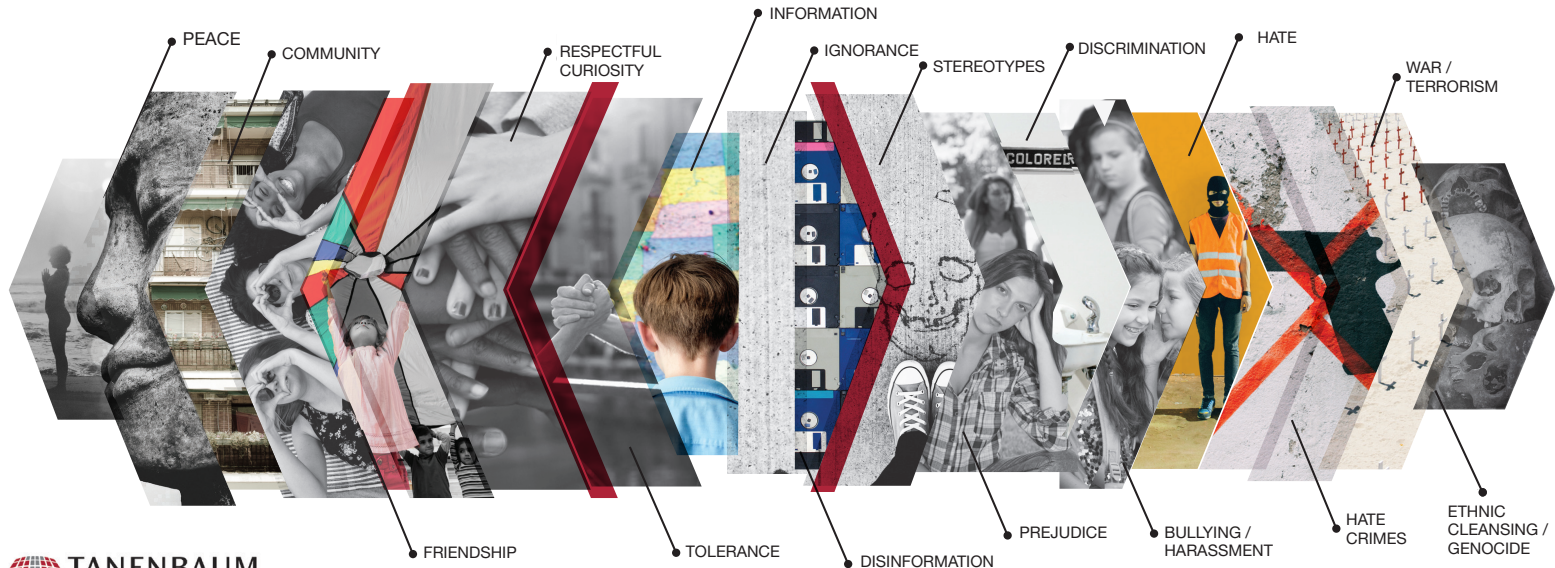 INFORMATION
PEACE
COMMUNITY
RESPECTFUL
CURIOSITY
IGNORANCE
STEREOTYPES
DISCRIMINATION
HATE
WAR /
TERRORISM
COLORED
FRIENDSHIP
TOLERANCE
DISINFORMATION
PREJUDICE
BULLYING /
HARASSMENT
HATE
CRIMES
ETHNIC
CLEANSING /
GENOCIDE
TANENBAUM